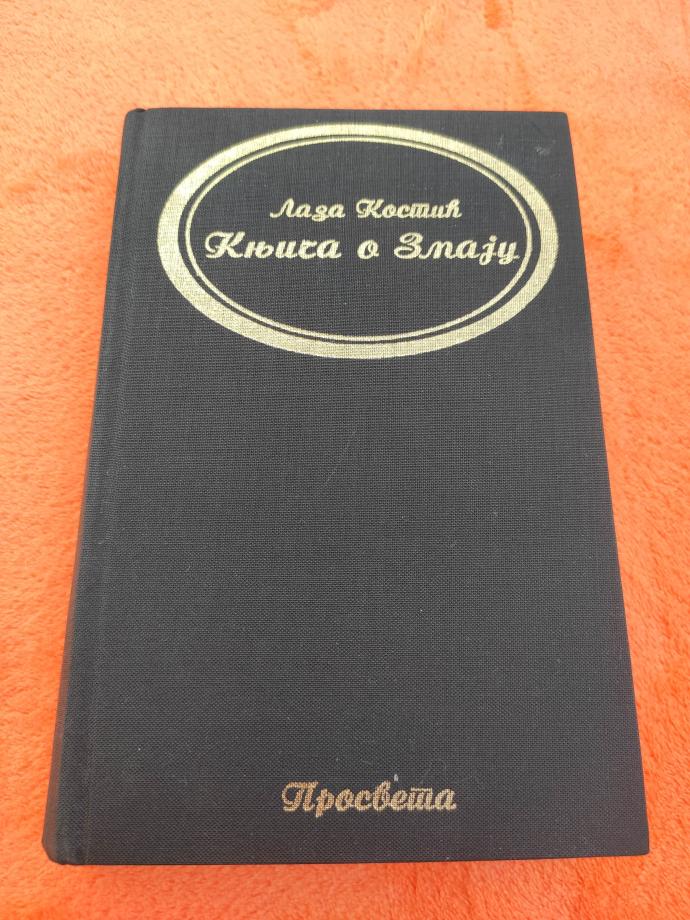 Лаза Костић
Књига о Змају
Просвета